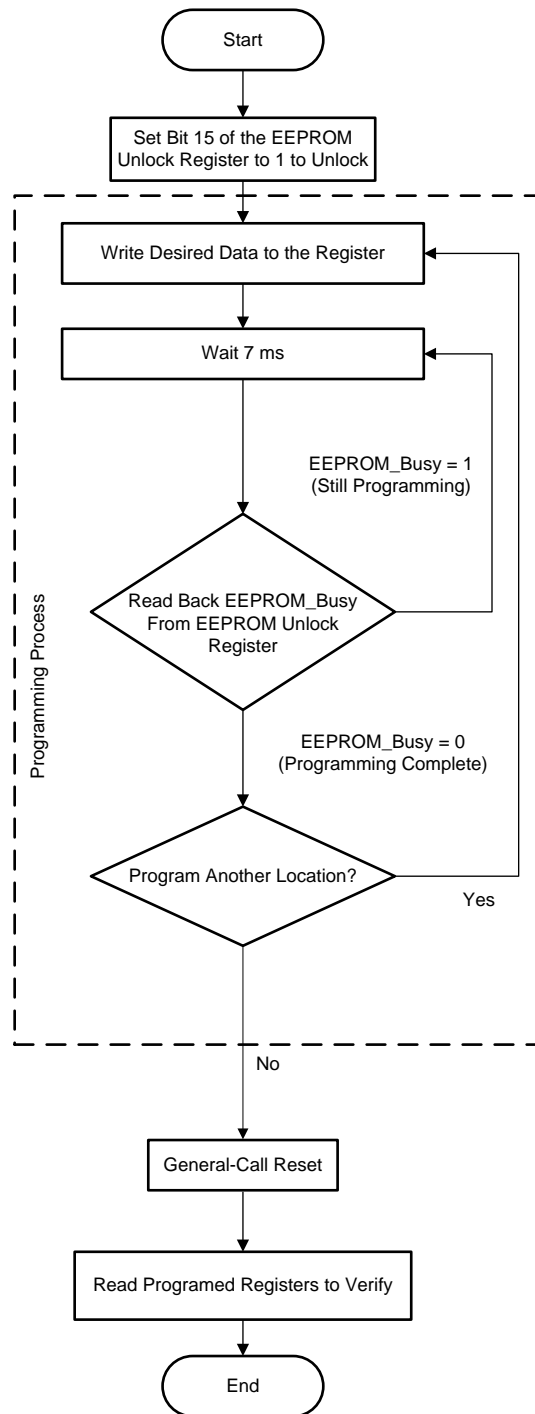 Start
Set Bit 15 of the EEPROM
Unlock Register to 1 to Unlock
Write Desired Data to the Register
Wait 7 ms
EEPROM_Busy = 1
(Still Programming)
Read Back EEPROM_Busy
From EEPROM Unlock
Register
Programming Process
EEPROM_Busy = 0
(Programming Complete)
Program Another Location?
Yes
No
General-Call Reset
Read Programed Registers to Verify
End